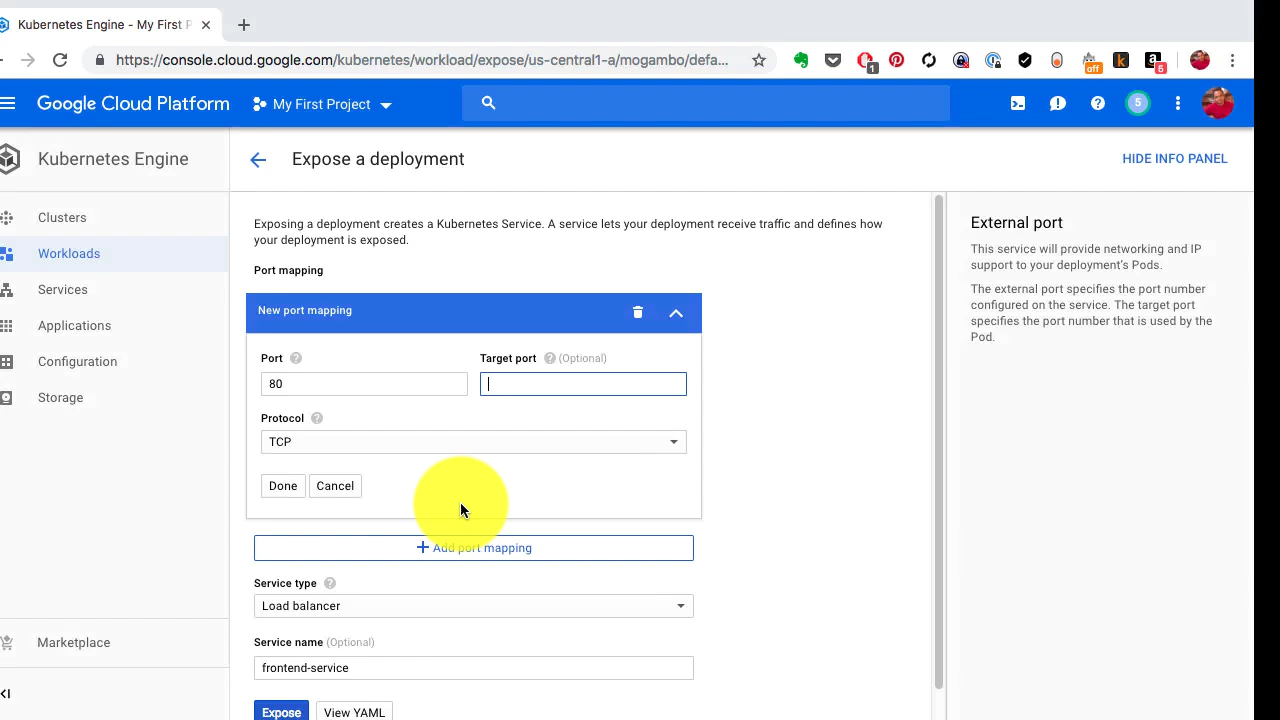 Kubernetes Engine - My First P
https://console.cloud.google.com/kubernetes/workload/expose/us-central1-a/mogambo/defa...
1
off
5
Google Cloud Platform
My First Project
5
Kubernetes Engine
Expose a deployment
HIDE INFO PANEL
Clusters
Workloads
Services
Applications
Configuration
Storage
Marketplace
Exposing a deployment creates a Kubernetes Service. A service lets your deployment receive traffic and defines how
your deployment is exposed.
Port mapping
New port mapping
Port
Target port (Optional)
80
Protocol
TCP
Done Cancel
Add port mapping
Service type
Load balancer
Service name (Optional)
frontend-service
Expose View YAML
External port
This service will provide networking and IP
support to your deployment's Pods.
The external port specifies the port number
configured on the service. The target port
specifies the port number that is used by the
Pod.